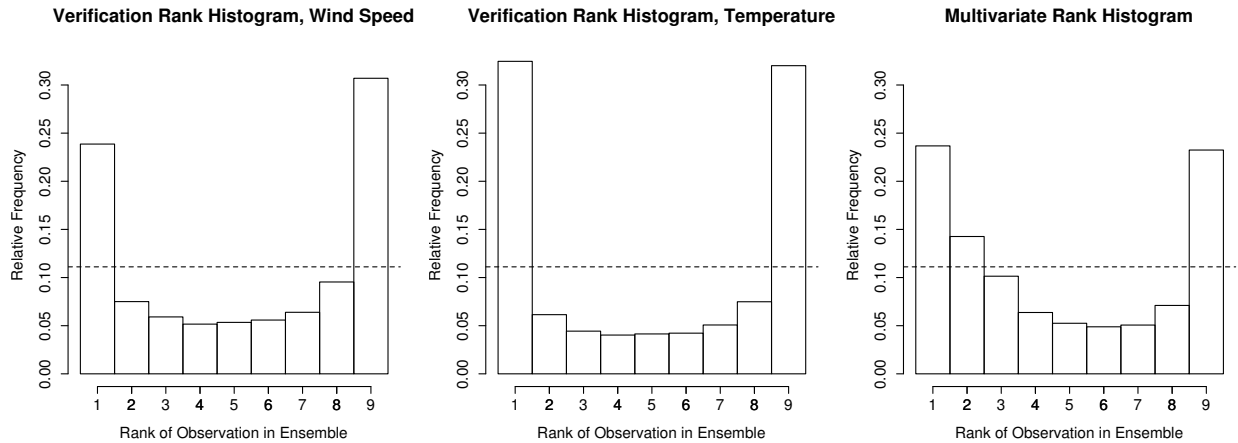 Verification Rank Histogram, Wind Speed
Relative Frequency
0.30
0.25
0.20
0.15
0.10
0.05
0.00
1 2 3 4 5 6 7 8 9
Rank of Observation in Ensemble
Verification Rank Histogram, Temperature
Relative Frequency
0.30
0.25
0.20
0.15
0.10
0.05
0.00
1 2 3 4 5 6 7 8 9
Rank of Observation in Ensemble
Multivariate Rank Histogram
Relative Frequency
0.30
0.25
0.20
0.15
0.10
0.05
0.00
1 2 3 4 5 6 7 8 9
Rank of Observation in Ensemble